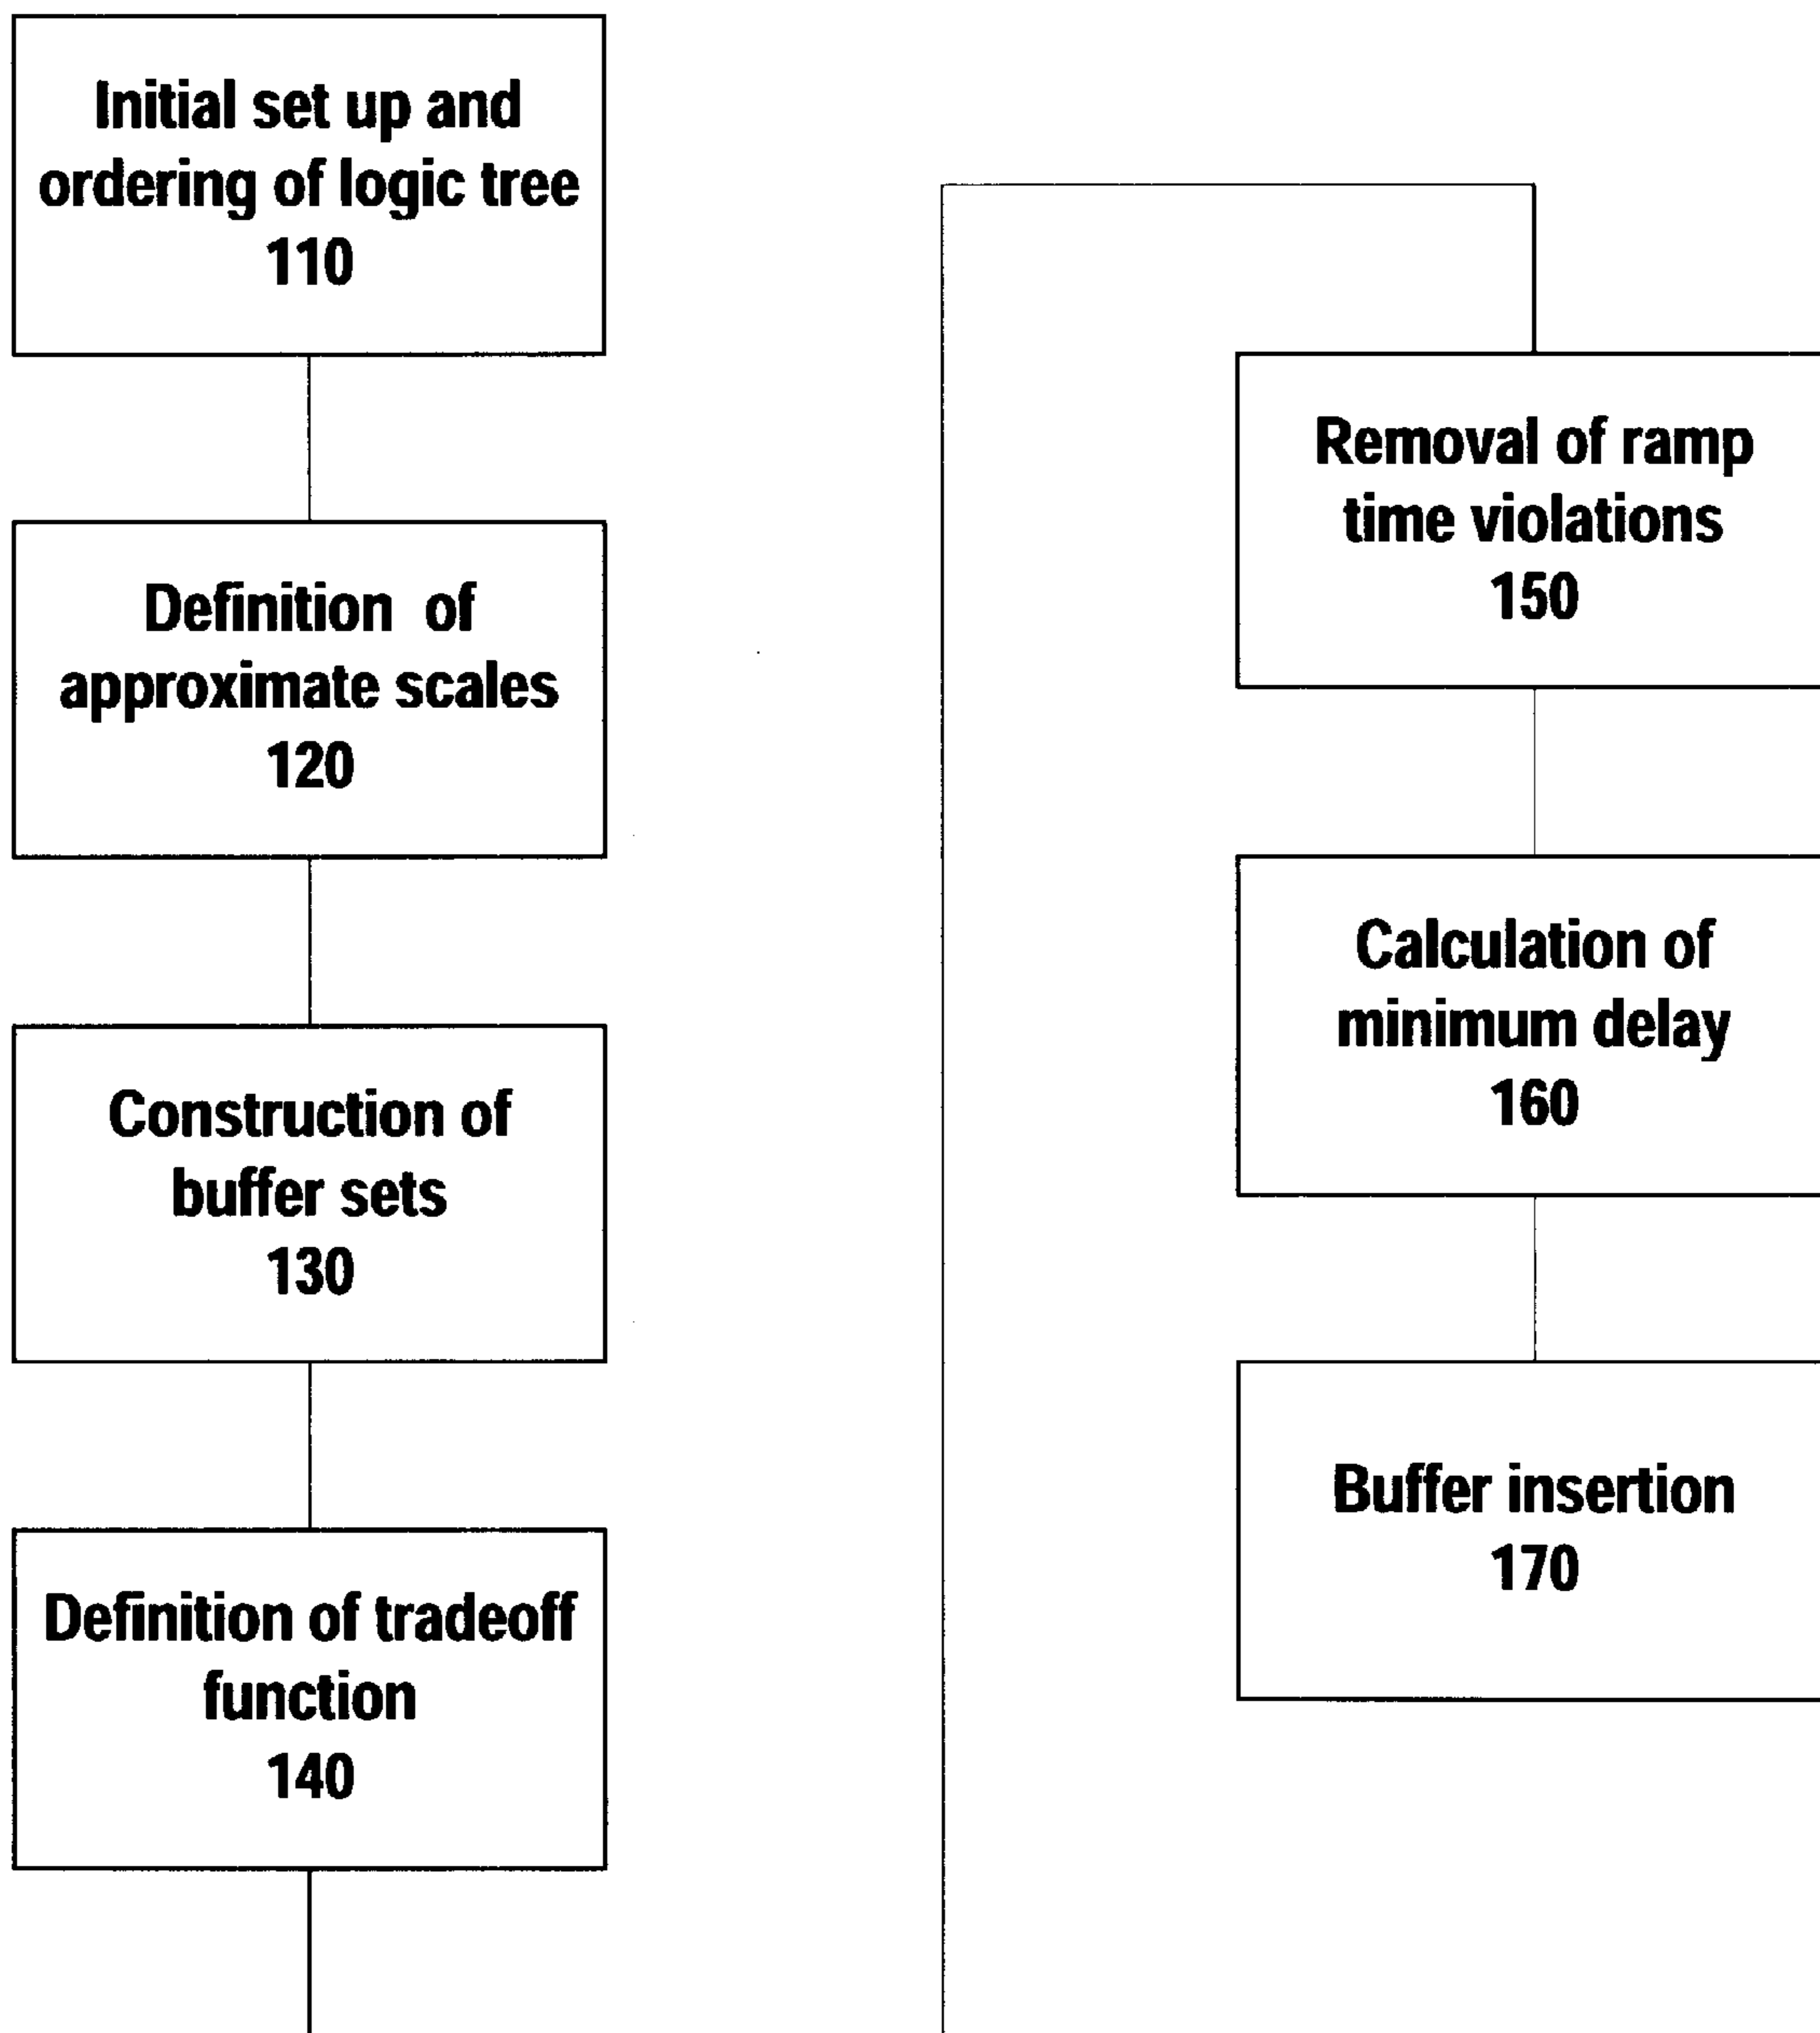 Initial set up and
ordering of logic tree
110
Definition of
approximate scales
120
Construction of
buffer sets
130
Definition of tradeoff
function
140
Removal of ramp
time violations
150
Calculation of
minimum delay
160
Buffer insertion
170